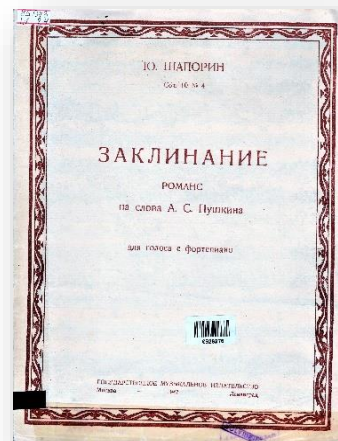 Ю. ШАПОРИН
Соч. 10 № 4
ЗАКЛИНАНИЕ
РОМАНС
на слова А. С. Пушкина
для голоса с фортепиано
ГОСУДАРСТВЕННОЕ МУЗЫКАЛЬНОЕ ИЗДАТЕЛЬСТВО
Москва Ленинград